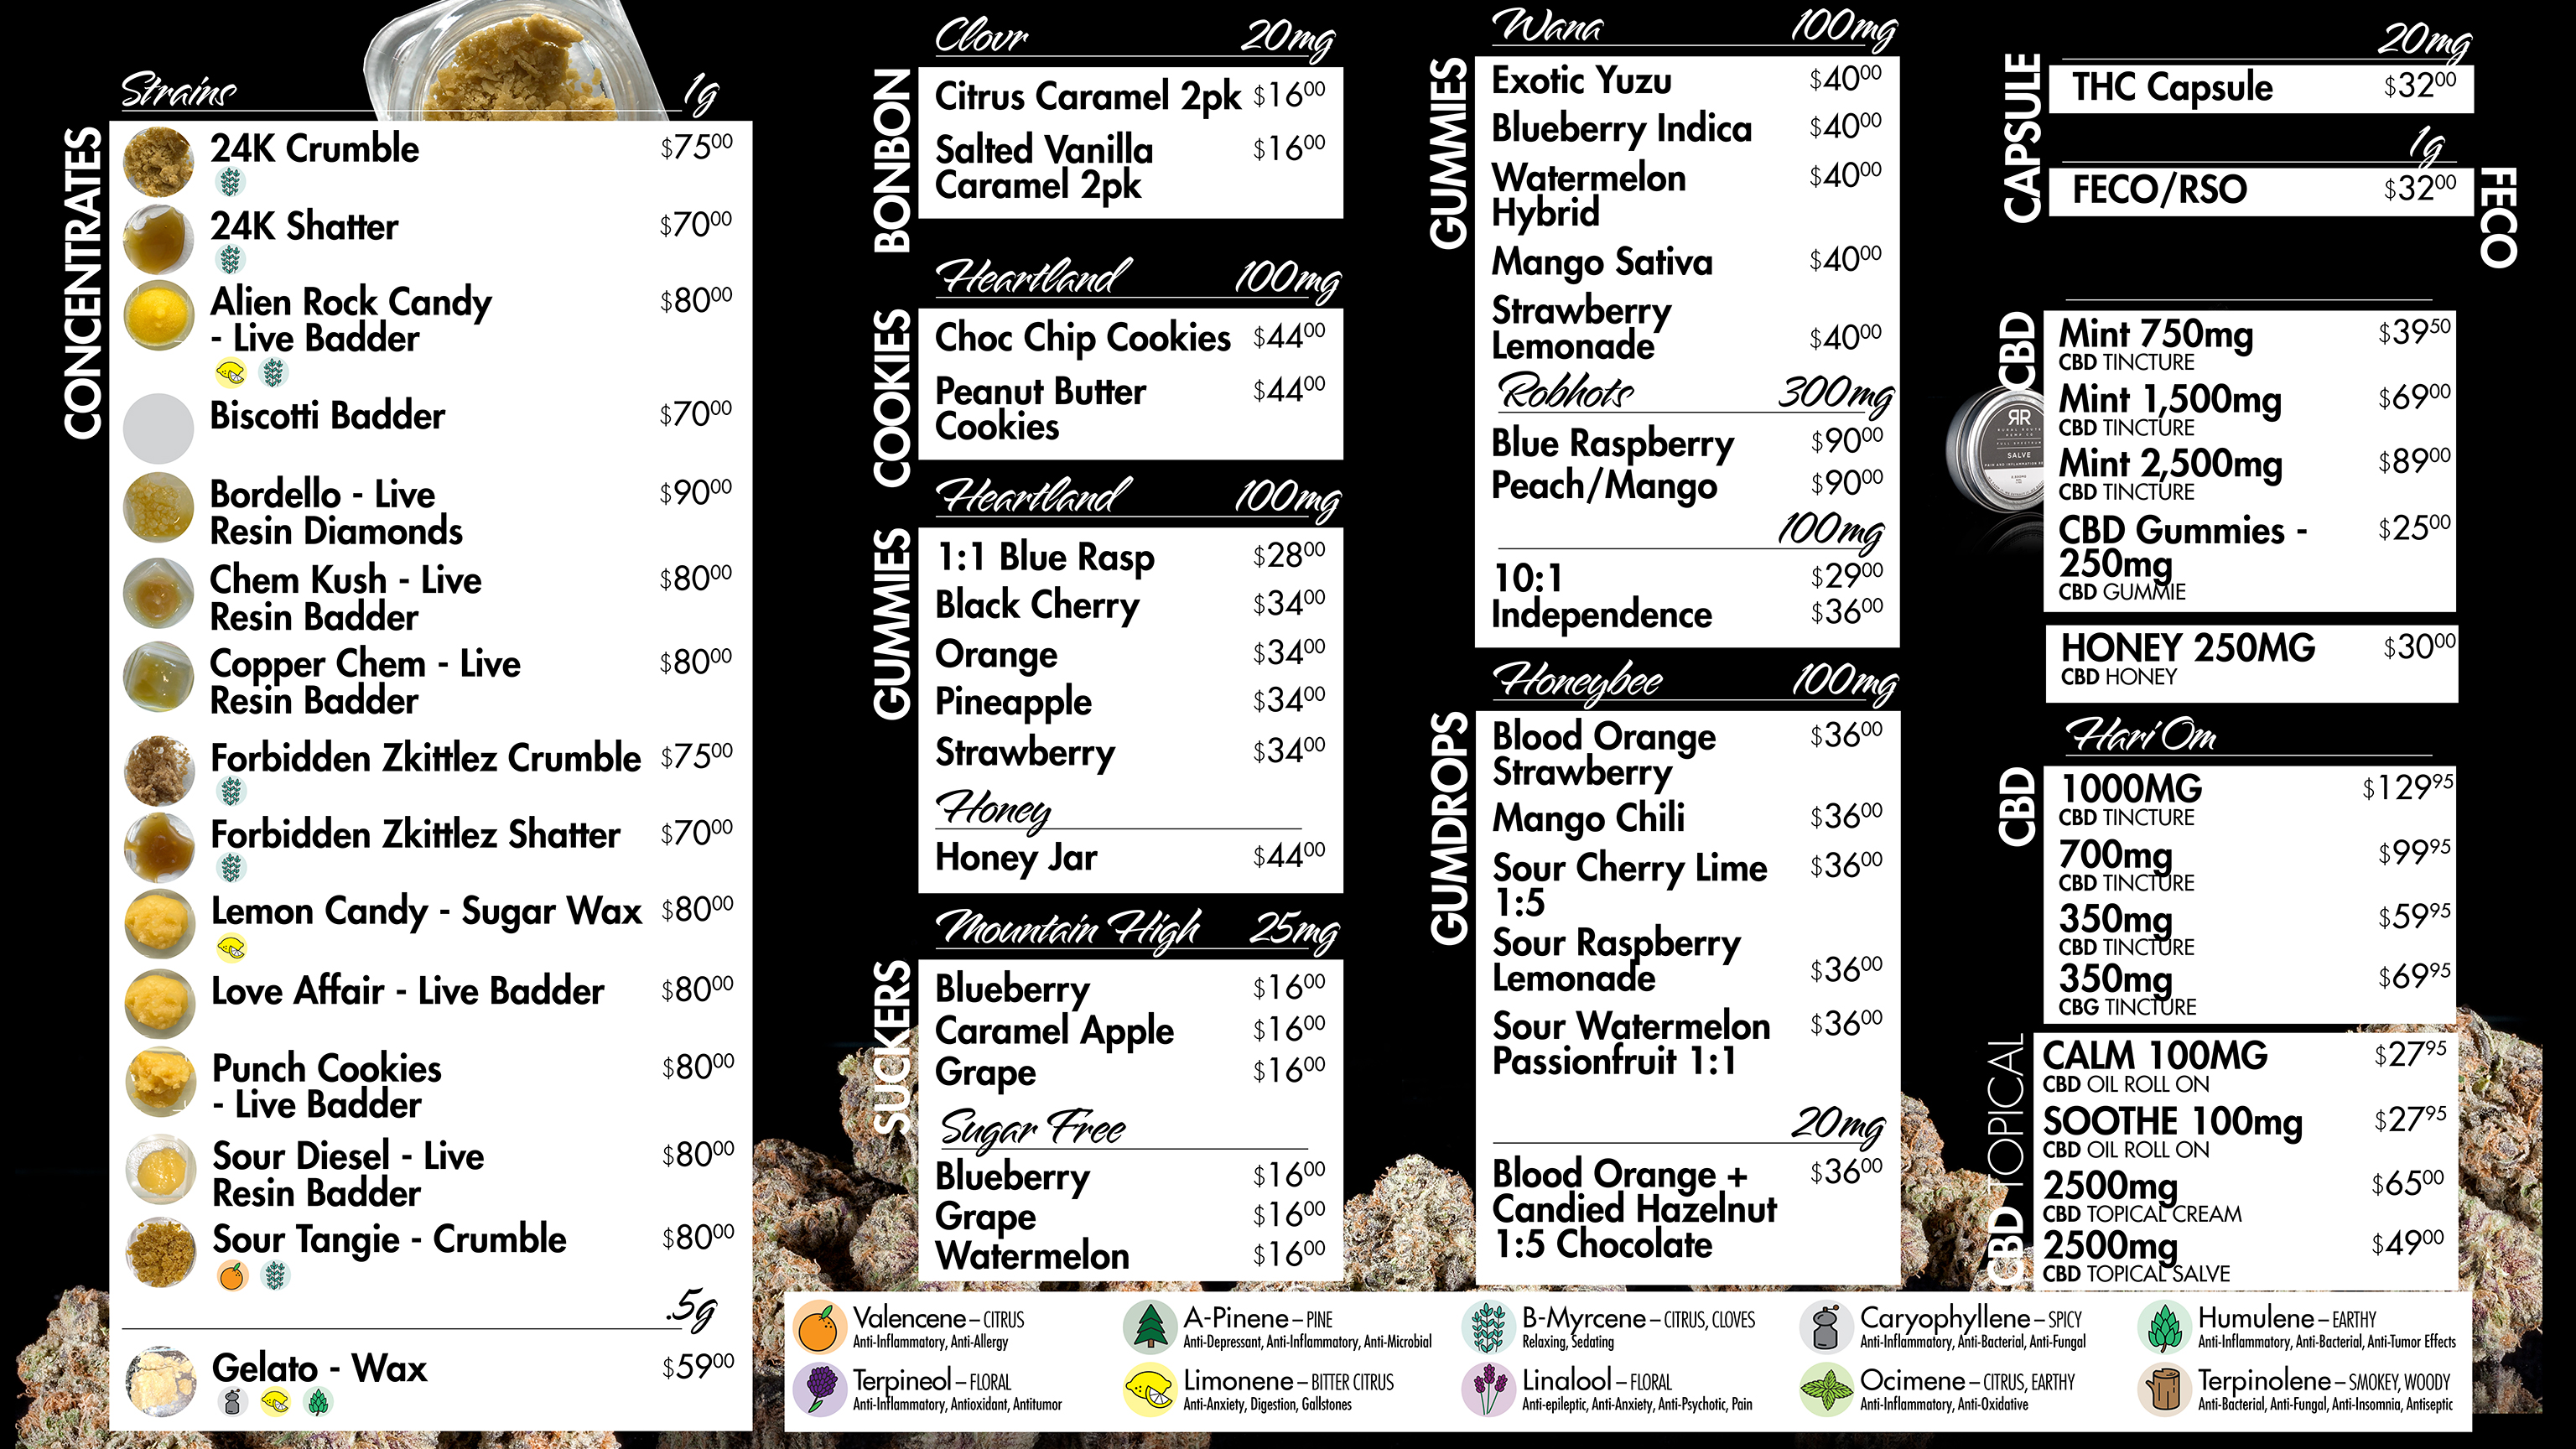 Strains 1g
CONCENTRATES
24K Crumble $75.00
24K Shatter $70.00
Alien Rock Candy $80.00
- Live Badder
Biscotti Badder $70.00
Bordello - Live $90.00
Resin Diamonds
Chem Kush - Live $80.00
Resin Badder
Copper Chem - Live $80.00
Resin Badder
Forbidden Zkittlez Crumble $75.00
Forbidden Zkittlez Shatter $70.00
Lemon Candy - Sugar Wax $80.00
Love Affair - Live Badder $80.00
Punch Cookies $80.00
- Live Badder
Sour Diesel - Live $80.00
Resin Badder
Sour Tangie - Crumble $80.00
.5g
Gelato - Wax $59.00
Clovr 20mg
BONBON
Citrus Caramel 2pk $16.00
Salted Vanilla $16.00
Caramel 2pk
Heartland 100mg
COOKIES
Choc Chip Cookies $44.00
Peanut Butter $44.00
Cookies
Heartland 100mg
GUMMIES
1:1 Blue Rasp $28.00
Black Cherry $34.00
Orange $34.00
Pineapple $34.00
Strawberry $34.00
Honey
Honey Jar $44.00
Mountain High 25mg
SUCKERS
Blueberry $16.00
Caramel Apple $16.00
Grape $16.00
Sugar Free
Blueberry $16.00
Grape $16.00
Watermelon $16.00
Wana 100mg
GUMMIES
Exotic Yuzu $40.00
Blueberry Indica $40.00
Watermelon $40.00
Hybrid
Mango Sativa $40.00
Strawberry
Lemonade $40.00
Robhots 300mg
Blue Raspberry $90.00
Peach/Mango $90.00
100mg
10:1 $29.00
Independence $36.00
Honeybee 100mg
GUMDROPS
Blood Orange $36.00
Strawberry
Mango Chili $36.00
Sour Cherry Lime $36.00
1:5
Sour Raspberry
Lemonade $36.00
Sour Watermelon $36.00
Passionfruit 1:1
20mg
Blood Orange + $36.00
Candied Hazelnut
1:5 Chocolate
20mg
CAPSULE
THC Capsule $32.00
1g
FECO/RSO $32.00
FECO
CBD
Mint 750mg $39.50
CBD TINCTURE
Mint 1,500mg $69.00
CBD TINCTURE
Mint 2,500mg $89.00
CBD TINCTURE
CBD Gummies - $25.00
250mg
CBD GUMMIE
RR
SALVE
HONEY 250MG $30.00
CBD HONEY
Hari Om
CBD
1000MG $129.95
CBD TINCTURE
700mg $99.95
CBD TINCTURE
350mg $59.95
CBD TINCTURE
350mg $69.95
CBG TINCTURE
CBD TOPICAL
CALM 100MG $27.95
CBD OIL ROLL ON
SOOTHE 100mg $27.95
CBD OIL ROLL ON
2500mg $65.00
CBD TOPICAL CREAM
2500mg $49.00
CBD TOPICAL SALVE
Valencene – CITRUS
Anti-Inflammatory, Anti-Allergy
A-Pinene – PINE
Anti-Depressant, Anti-Inflammatory, Anti-Microbial
B-Myrcene – CITRUS, CLOVES
Relaxing, Sedating
Caryophyllene – SPICY
Anti-Inflammatory, Anti-Bacterial, Anti-Fungal
Humulene – EARTHY
Anti-Inflammatory, Anti-Bacterial, Anti-Tumor Effects
Terpineol – FLORAL
Anti-Inflammatory, Antioxidant, Antitumor
Limonene – BITTER CITRUS
Anti-Anxiety, Digestion, Gallstones
Linalool – FLORAL
Anti-epileptic, Anti-Anxiety, Anti-Psychotic, Pain
Ocimene – CITRUS, EARTHY
Anti-Inflammatory, Anti-Oxidative
Terpinolene – SMOKEY, WOODY
Anti-Bacterial, Anti-Fungal, Anti-Insomnia, Antiseptic